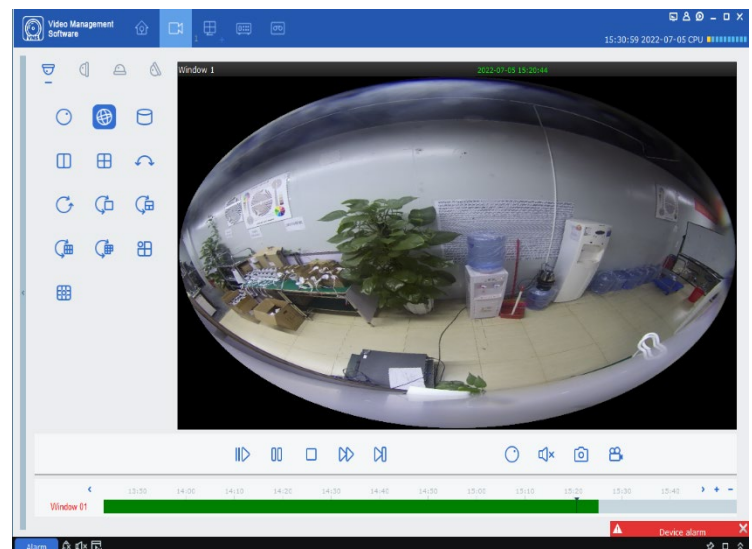 Video Management
Software
15:30:59 2022-07-05 CPU
Window 1
2022-07-05 15:20:44
13:50 14:00 14:10 14:20 14:30 14:40 14:50 15:00 15:10 15:20 15:30 15:40
Window 01
Device alarm
Alarm